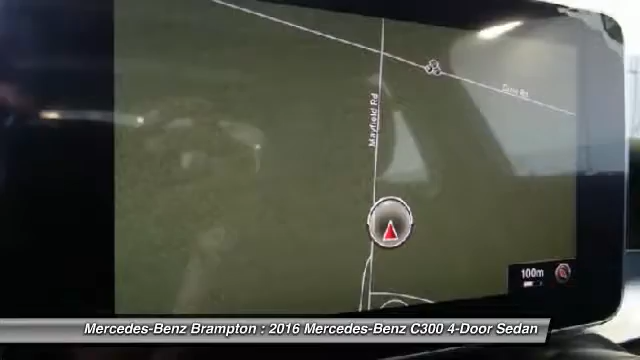 Mayfield Rd
100m
Mercedes-Benz Brampton : 2016 Mercedes-Benz C300 4-Door Sedan